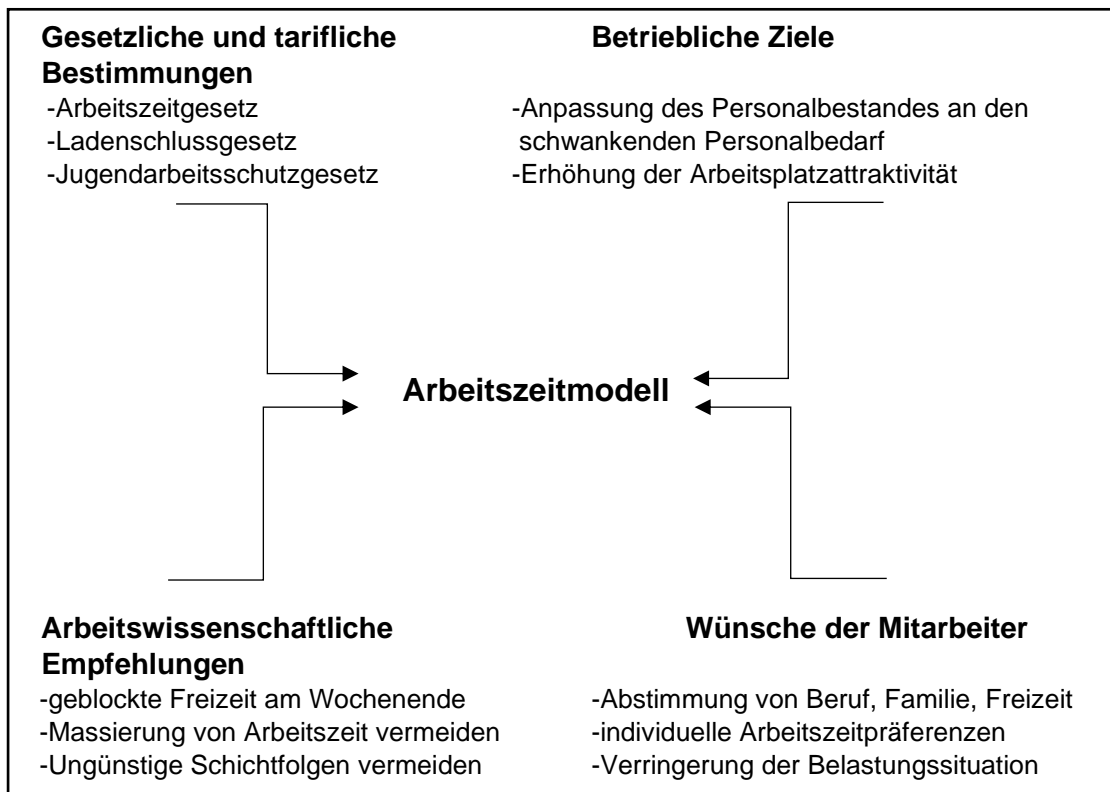 Gesetzliche und tarifliche
Bestimmungen
-Arbeitszeitgesetz
-Ladenschlussgesetz
-Jugendarbeitsschutzgesetz
Betriebliche Ziele
-Anpassung des Personalbestandes an den
schwankenden Personalbedarf
-Erhöhung der Arbeitsplatzattraktivität
Arbeitszeitmodell
Arbeitswissenschaftliche
Empfehlungen
-geblockte Freizeit am Wochenende
-Massierung von Arbeitszeit vermeiden
-Ungünstige Schichtfolgen vermeiden
Wünsche der Mitarbeiter
-Abstimmung von Beruf, Familie, Freizeit
-individuelle Arbeitszeitpräferenzen
-Verringerung der Belastungssituation